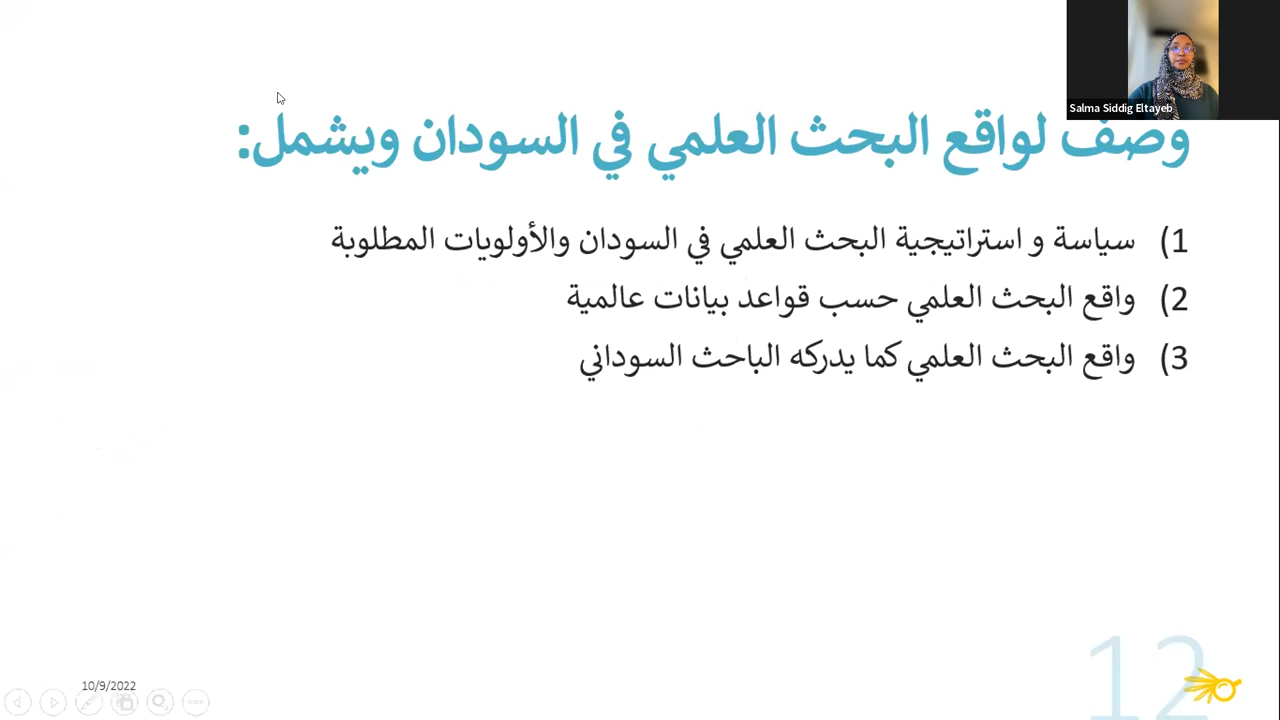 Salma Siddig Eltayeb
وصف لواقع البحث العلمي في السودان ويشمل:
1) سياسة و استراتيجية البحث العلمي في السودان والأولويات المطلوبة
2) واقع البحث العلمي حسب قواعد بيانات عالمية
3) واقع البحث العلمي كما يدركه الباحث السوداني
10/9/2022
12